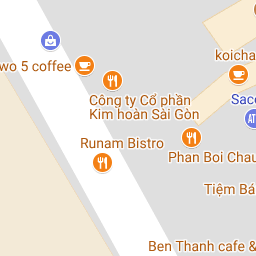 koicha
wo 5 coffee
Công ty Cổ phần
Kim hoàn Sài Gòn
Sac
AT
Runam Bistro
Phan Boi Chau
Tiệm Bá
Ben Thanh cafe &